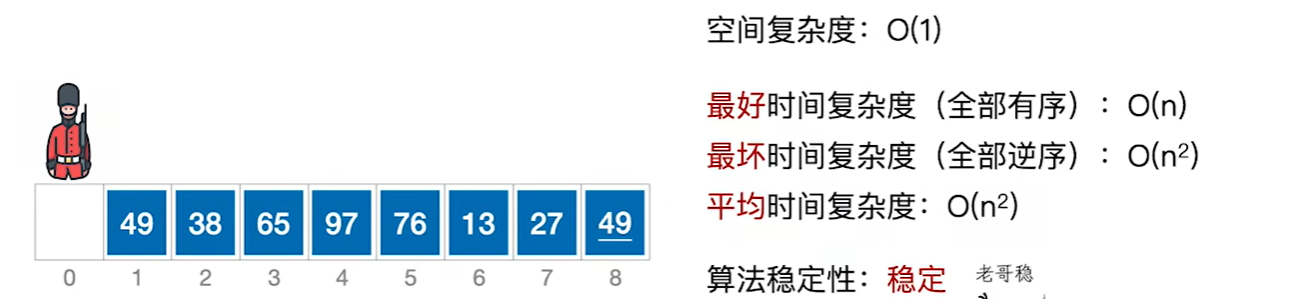 空间复杂度：O(1)
最好时间复杂度（全部有序）：O(n)
最坏时间复杂度（全部逆序）：O(n²)
平均时间复杂度：O(n²)
49 38 65 97 76 13 27 49
0 1 2 3 4 5 6 7 8
算法稳定性：稳定 老哥稳